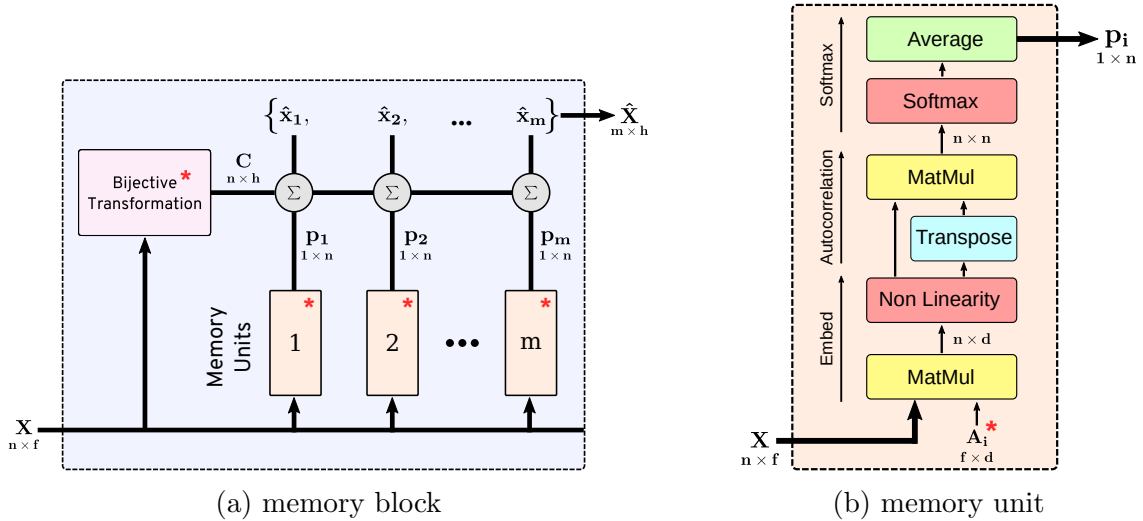 {x̂₁, x̂₂, ... x̂ₘ}
X̂
m × h
Bijective *
Transformation
C
n × h
Σ Σ Σ
p₁ p₂ pₘ
1 × n 1 × n 1 × n
Memory
Units
* * *
1 2 ••• m
X
n × f
(a) memory block
Softmax
Average
pᵢ
1 × n
Softmax
n × n
Autocorrelation
MatMul
Transpose
Embed
Non Linearity
n × d
MatMul
X
n × f
Aᵢ *
f × d
(b) memory unit